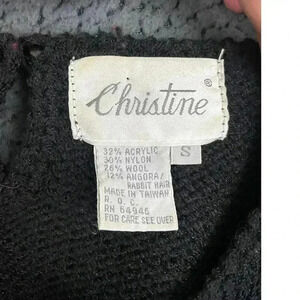 Christine®
S
32% ACRYLIC
30% NYLON
26% WOOL
12% ANGORA/
RABBIT HAIR
MADE IN TAIWAN
R. O. C.
RN 64946
FOR CARE SEE OVER